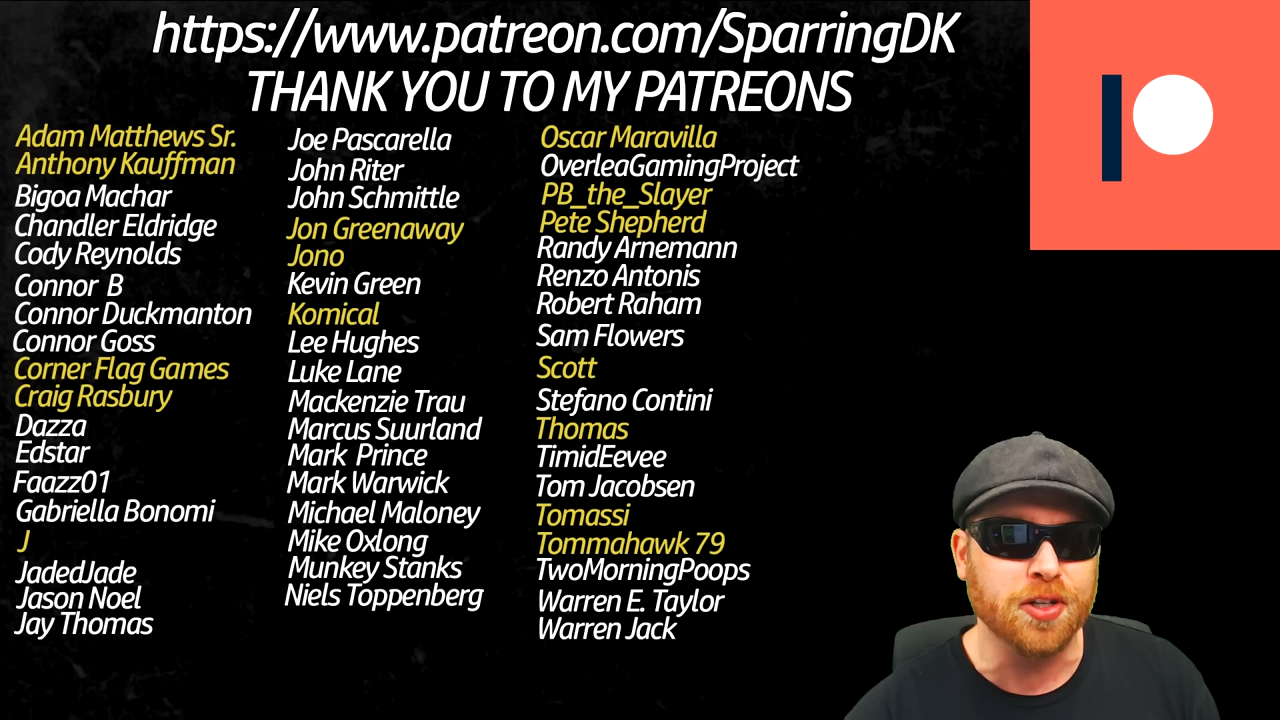 https://www.patreon.com/SparringDK
THANK YOU TO MY PATREONS
Adam Matthews Sr.
Anthony Kauffman
Bigoa Machar
Chandler Eldridge
Cody Reynolds
Connor B
Connor Duckmanton
Connor Goss
Corner Flag Games
Craig Rasbury
Dazza
Edstar
Faazz01
Gabriella Bonomi
J
JadedJade
Jason Noel
Jay Thomas
Joe Pascarella
John Riter
John Schmittle
Jon Greenaway
Jono
Kevin Green
Komical
Lee Hughes
Luke Lane
Mackenzie Trau
Marcus Suurland
Mark Prince
Mark Warwick
Michael Maloney
Mike Oxlong
Munkey Stanks
Niels Toppenberg
Oscar Maravilla
OverleaGamingProject
PB_the_Slayer
Pete Shepherd
Randy Arnemann
Renzo Antonis
Robert Raham
Sam Flowers
Scott
Stefano Contini
Thomas
TimidEevee
Tom Jacobsen
Tomassi
Tommahawk 79
TwoMorningPoops
Warren E. Taylor
Warren Jack